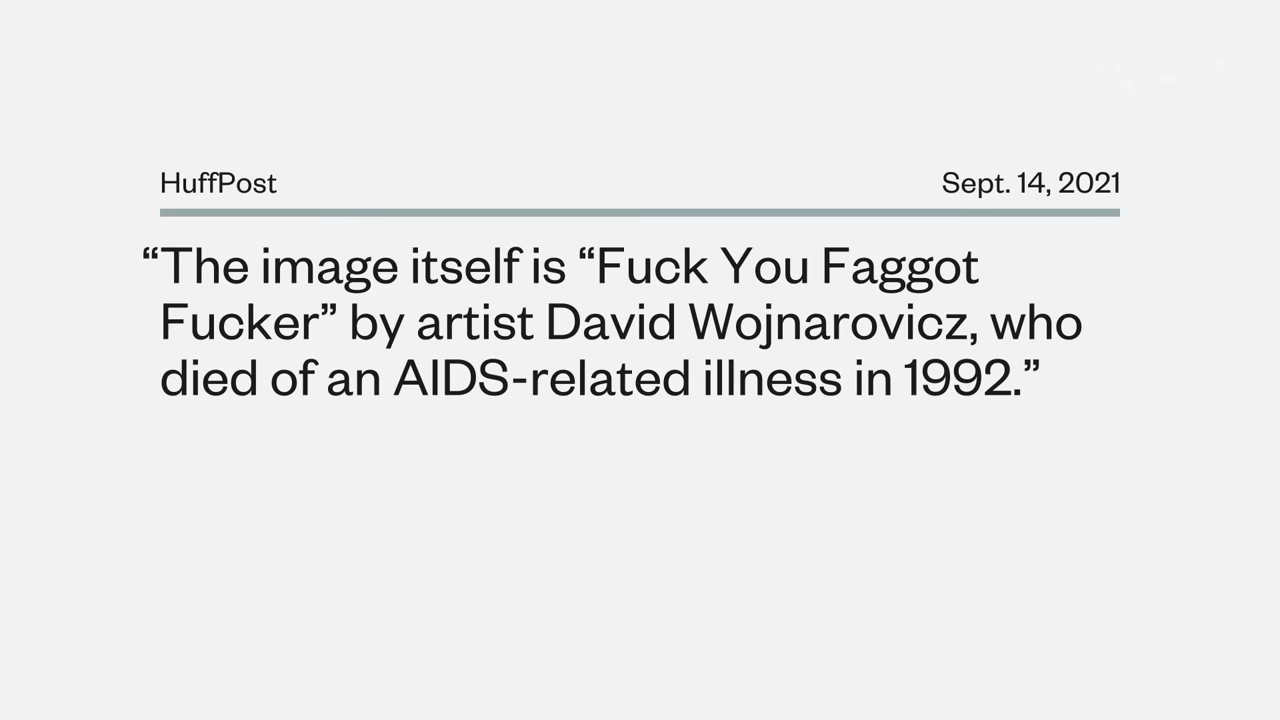 HuffPost
Sept. 14, 2021
“The image itself is “Fuck You Faggot
Fucker” by artist David Wojnarovicz, who
died of an AIDS-related illness in 1992.”